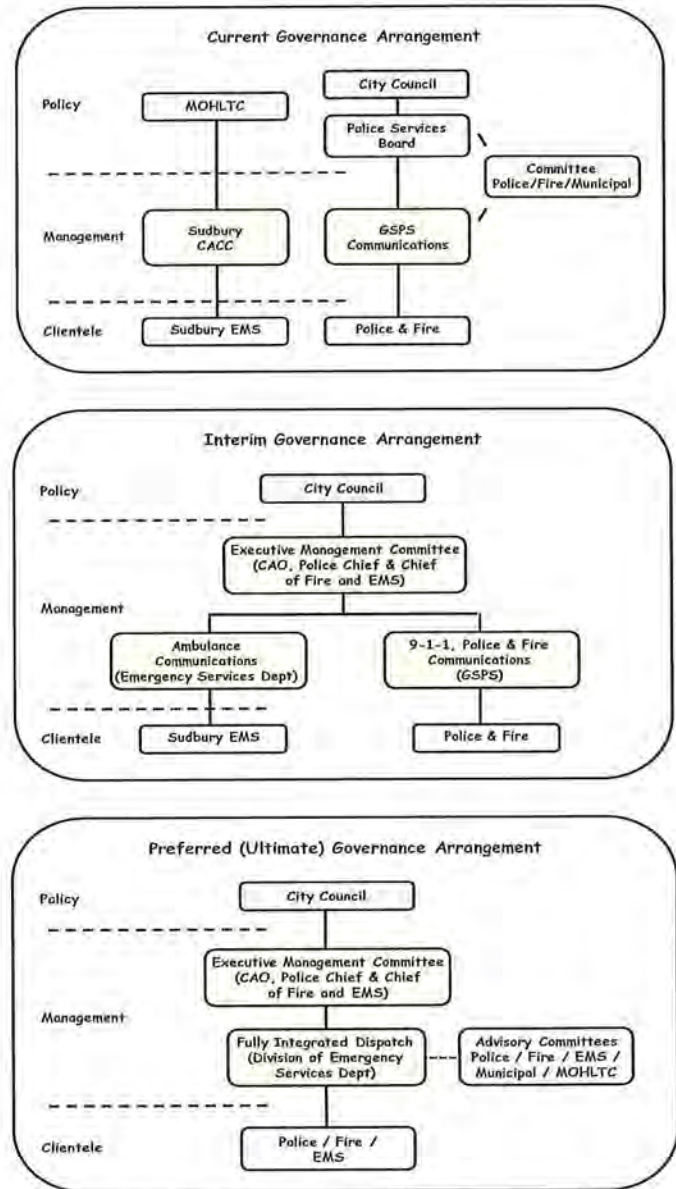 Current Governance Arrangement
City Council
Policy
MOHLTC
Police Services
Board
Committee
Police/Fire/Municipal
Management
Sudbury
CACC
GSPS
Communications
Clientele
Sudbury EMS
Police & Fire
Interim Governance Arrangement
Policy
City Council
Executive Management Committee
(CAO, Police Chief & Chief
of Fire and EMS)
Management
Ambulance
Communications
(Emergency Services Dept)
9-1-1, Police & Fire
Communications
(GSPS)
Clientele
Sudbury EMS
Police & Fire
Preferred (Ultimate) Governance Arrangement
Policy
City Council
Executive Management Committee
(CAO, Police Chief & Chief
of Fire and EMS)
Management
Fully Integrated Dispatch
(Division of Emergency
Services Dept)
Advisory Committees
Police / Fire / EMS /
Municipal / MOHLTC
Clientele
Police / Fire /
EMS